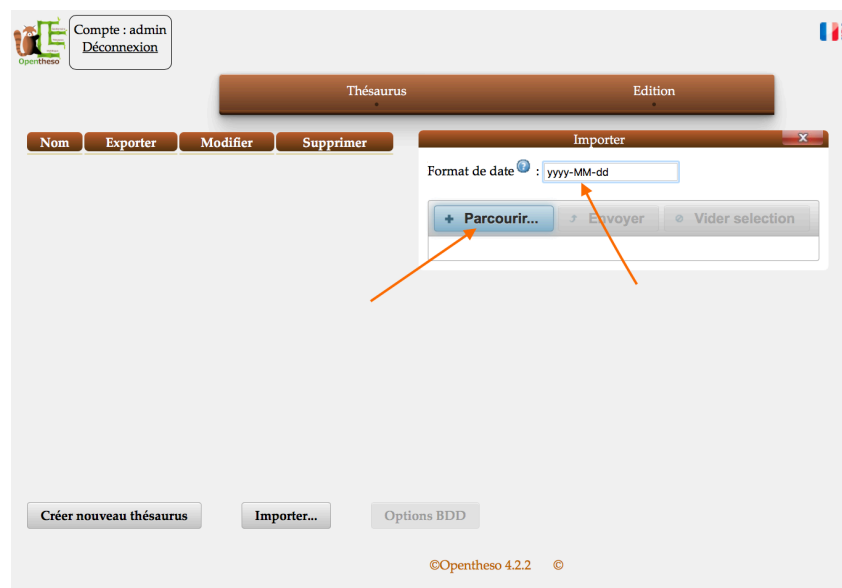 Compte : admin
Déconnexion
Opentheso
Thésaurus
Edition
Nom
Exporter
Modifier
Supprimer
Importer
x
Format de date ? : yyyy-MM-dd
+ Parcourir...
Envoyer
Vider selection
Créer nouveau thésaurus
Importer...
Options BDD
©Opentheso 4.2.2 ©